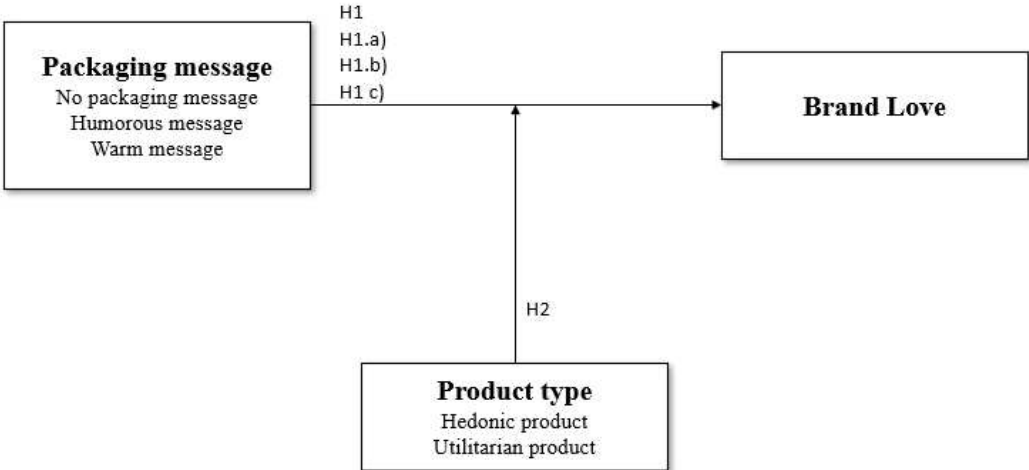 H1
H1.a)
H1.b)
H1 c)
Packaging message
No packaging message
Humorous message
Warm message
Brand Love
H2
Product type
Hedonic product
Utilitarian product